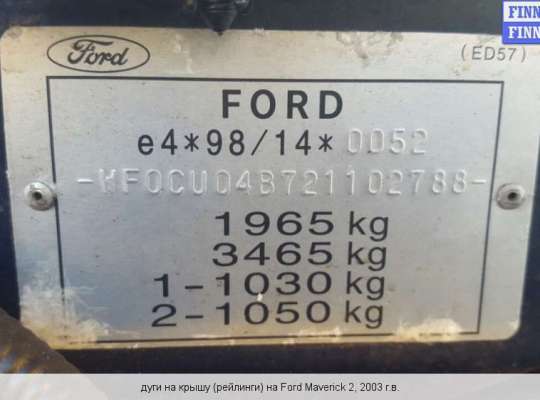 FINN
FINN
Ford
(ED57)
FORD
e4*98/14*0052
-WF0CU04B721102788-
1965 kg
3465 kg
1-1030 kg
2-1050 kg
дуги на крышу (рейлинги) на Ford Maverick 2, 2003 г.в.